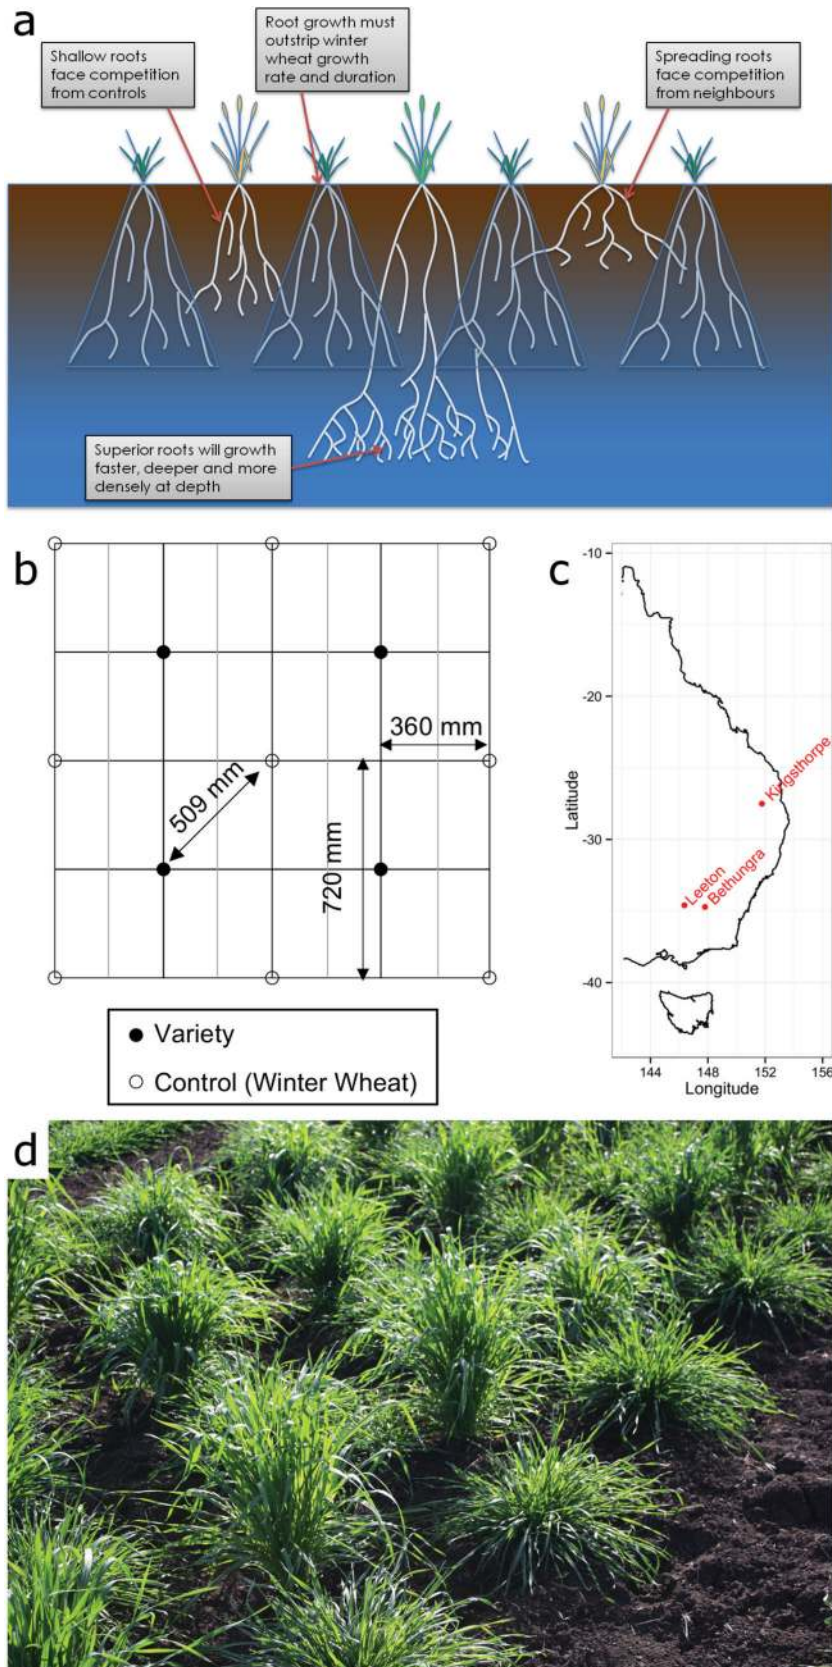 a
Shallow roots
face competition
from controls
Root growth must
outstrip winter
wheat growth
rate and duration
Spreading roots
face competition
from neighbours
Superior roots will growth
faster, deeper and more
densely at depth
b
360 mm
509 mm
720 mm
Variety
Control (Winter Wheat)
c
-10
-20
-30
-40
Latitude
Kingsthorpe
Leeton
Bethungra
144
148
152
156
Longitude
d